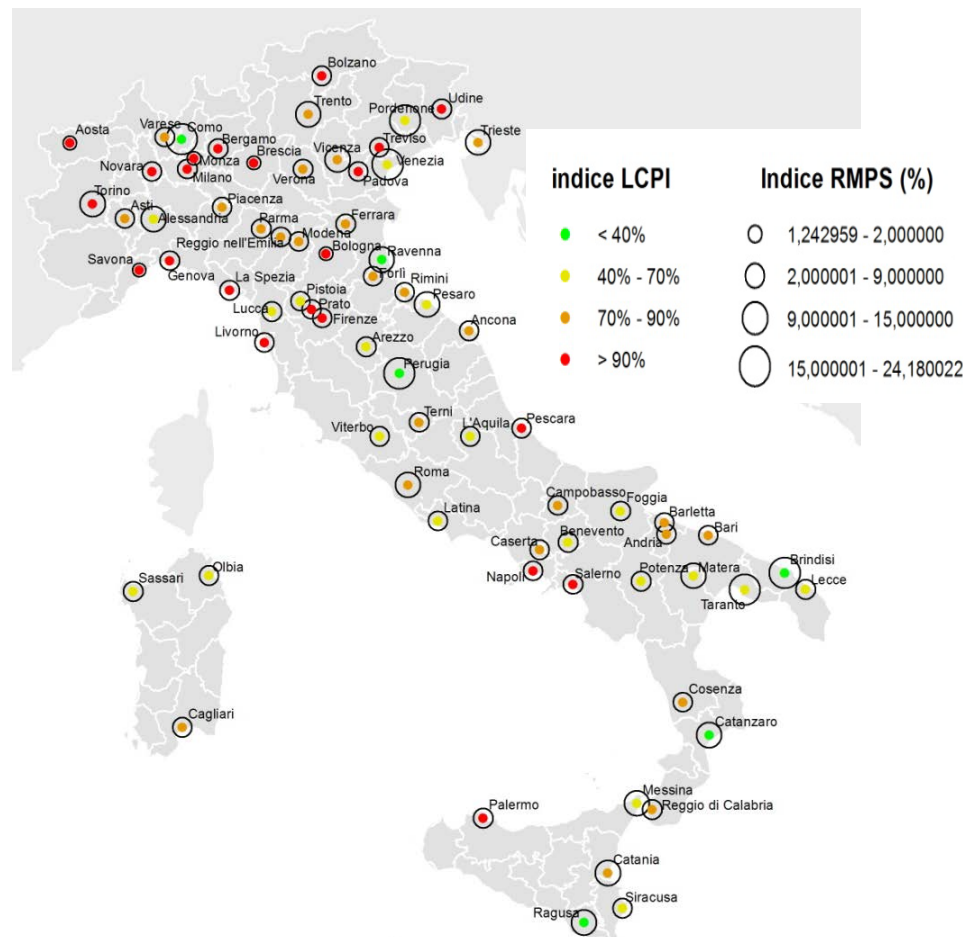 Bolzano
Trento
Pordenone
Udine
Varese
Como
Aosta
Bergamo
Treviso
Trieste
Brescia
Vicenza
Venezia
Monza
Novara
Milano
Verona
Padova
Torino
Asti
Piacenza
Alessandria
Parma
Ferrara
Modena
Reggio nell'Emilia
Bologna
Ravenna
Savona
Genova
La Spezia
Forlì
Rimini
Pistoia
Pesaro
Prato
Lucca
Firenze
Ancona
Livorno
Arezzo
Perugia
Terni
Pescara
Viterbo
L'Aquila
Roma
Campobasso
Foggia
Latina
Barletta
Benevento
Bari
Andria
Caserta
Brindisi
Napoli
Salerno
Potenza
Matera
Lecce
Olbia
Sassari
Taranto
Cosenza
Cagliari
Catanzaro
Messina
Palermo
Reggio di Calabria
Catania
Siracusa
Ragusa
indice LCPI
< 40%
40% - 70%
70% - 90%
> 90%
Indice RMPS (%)
1,242959 - 2,000000
2,000001 - 9,000000
9,000001 - 15,000000
15,000001 - 24,180022